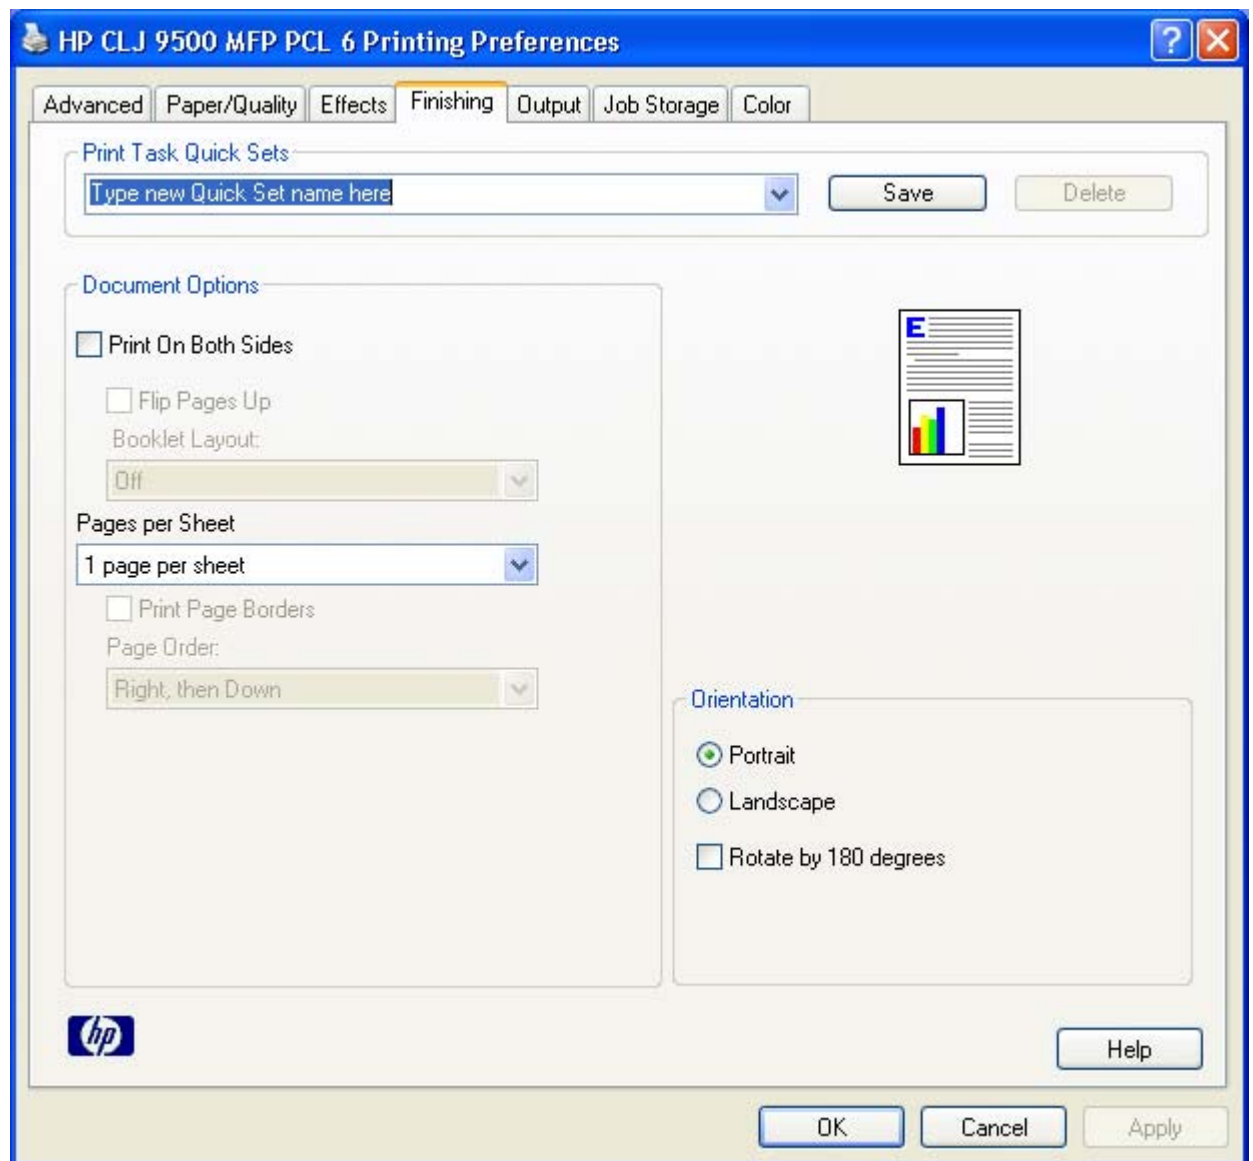 HP CLJ 9500 MFP PCL 6 Printing Preferences
Advanced Paper/Quality Effects Finishing Output Job Storage Color
Print Task Quick Sets
Type new Quick Set name here Save Delete
Document Options
Print On Both Sides
Flip Pages Up
Booklet Layout:
Off
Pages per Sheet
1 page per sheet
Print Page Borders
Page Order:
Right, then Down
E
Orientation
Portrait
Landscape
Rotate by 180 degrees
hp
Help
OK Cancel Apply